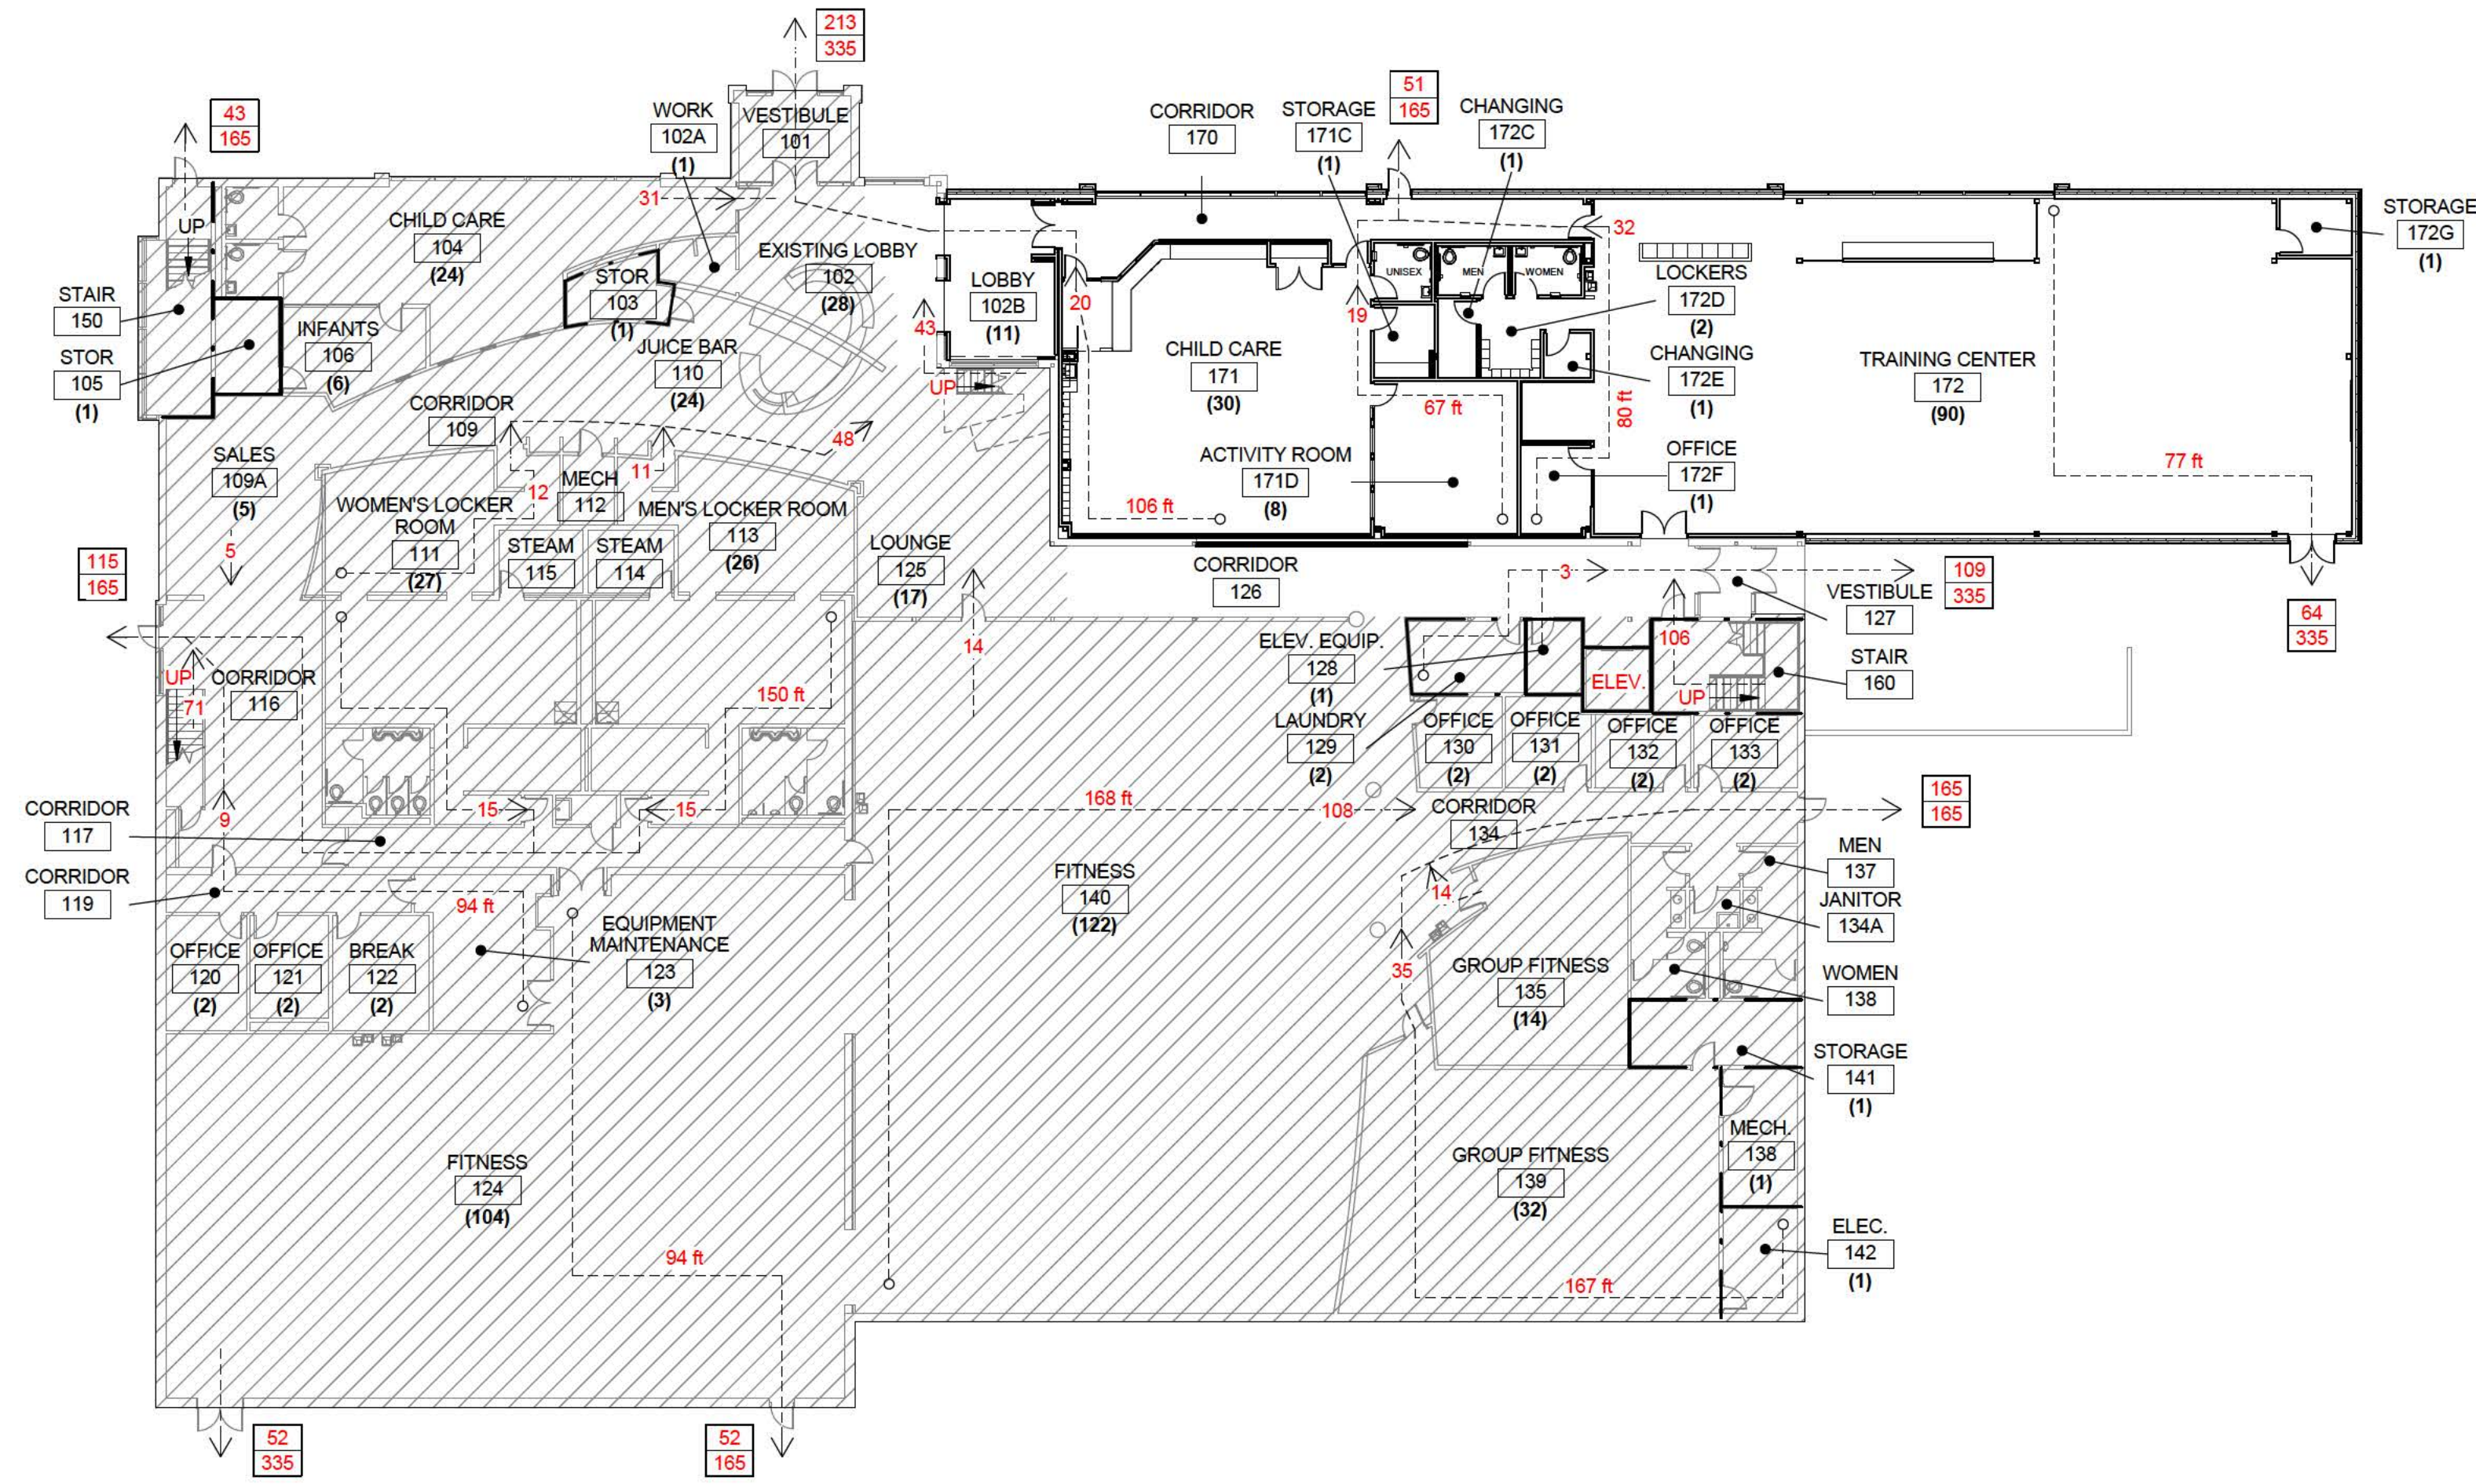 213
335
43
165
WORK
102A
(1)
VESTIBULE
101
CORRIDOR
170
STORAGE
171C
(1)
51
165
CHANGING
172C
(1)
31
UP
CHILD CARE
104
(24)
STOR
103
(1)
EXISTING LOBBY
102
(28)
LOBBY
102B
(11)
43
20
19
32
UNISEX
MEN
WOMEN
LOCKERS
172D
(2)
STORAGE
172G
(1)
STAIR
150
STOR
105
(1)
INFANTS
106
(6)
JUICE BAR
110
(24)
UP
CHILD CARE
171
(30)
CHANGING
172E
(1)
TRAINING CENTER
172
(90)
CORRIDOR
109
48
67 ft
80 ft
SALES
109A
(5)
5
WOMEN'S LOCKER
ROOM
111
(27)
12
MECH
112
11
MEN'S LOCKER ROOM
113
(26)
STEAM
115
STEAM
114
LOUNGE
125
(17)
ACTIVITY ROOM
171D
(8)
106 ft
OFFICE
172F
(1)
77 ft
115
165
CORRIDOR
126
3
109
335
VESTIBULE
127
64
335
14
ELEV. EQUIP.
128
(1)
106
ELEV.
UP
STAIR
160
UP
71
CORRIDOR
116
150 ft
LAUNDRY
129
(2)
OFFICE
130
(2)
OFFICE
131
(2)
OFFICE
132
(2)
OFFICE
133
(2)
CORRIDOR
117
9
15
15
168 ft
108
CORRIDOR
134
165
165
CORRIDOR
119
94 ft
FITNESS
140
(122)
14
MEN
137
JANITOR
134A
OFFICE
120
(2)
OFFICE
121
(2)
BREAK
122
(2)
EQUIPMENT
MAINTENANCE
123
(3)
35
GROUP FITNESS
135
(14)
WOMEN
138
STORAGE
141
(1)
FITNESS
124
(104)
GROUP FITNESS
139
(32)
MECH.
138
(1)
94 ft
167 ft
ELEC.
142
(1)
52
335
52
165